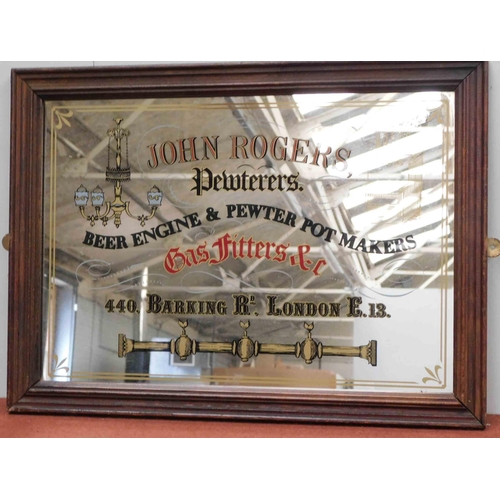 JOHN ROGERS,
Pewterers.
BEER ENGINE & PEWTER POT MAKERS
Gas Fitters &c
440, BARKING Rᴰ. LONDON E.13.